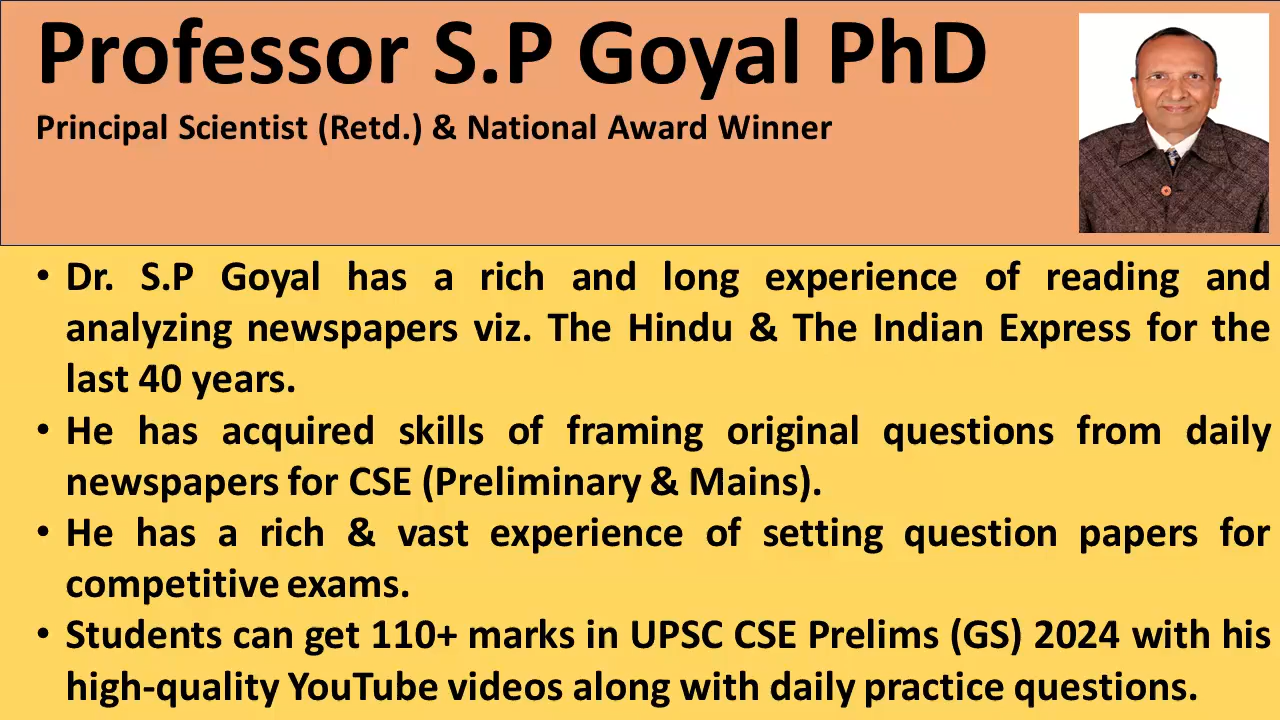 Professor S.P Goyal PhD
Principal Scientist (Retd.) & National Award Winner
• Dr. S.P Goyal has a rich and long experience of reading and
analyzing newspapers viz. The Hindu & The Indian Express for the
last 40 years.
• He has acquired skills of framing original questions from daily
newspapers for CSE (Preliminary & Mains).
• He has a rich & vast experience of setting question papers for
competitive exams.
• Students can get 110+ marks in UPSC CSE Prelims (GS) 2024 with his
high-quality YouTube videos along with daily practice questions.